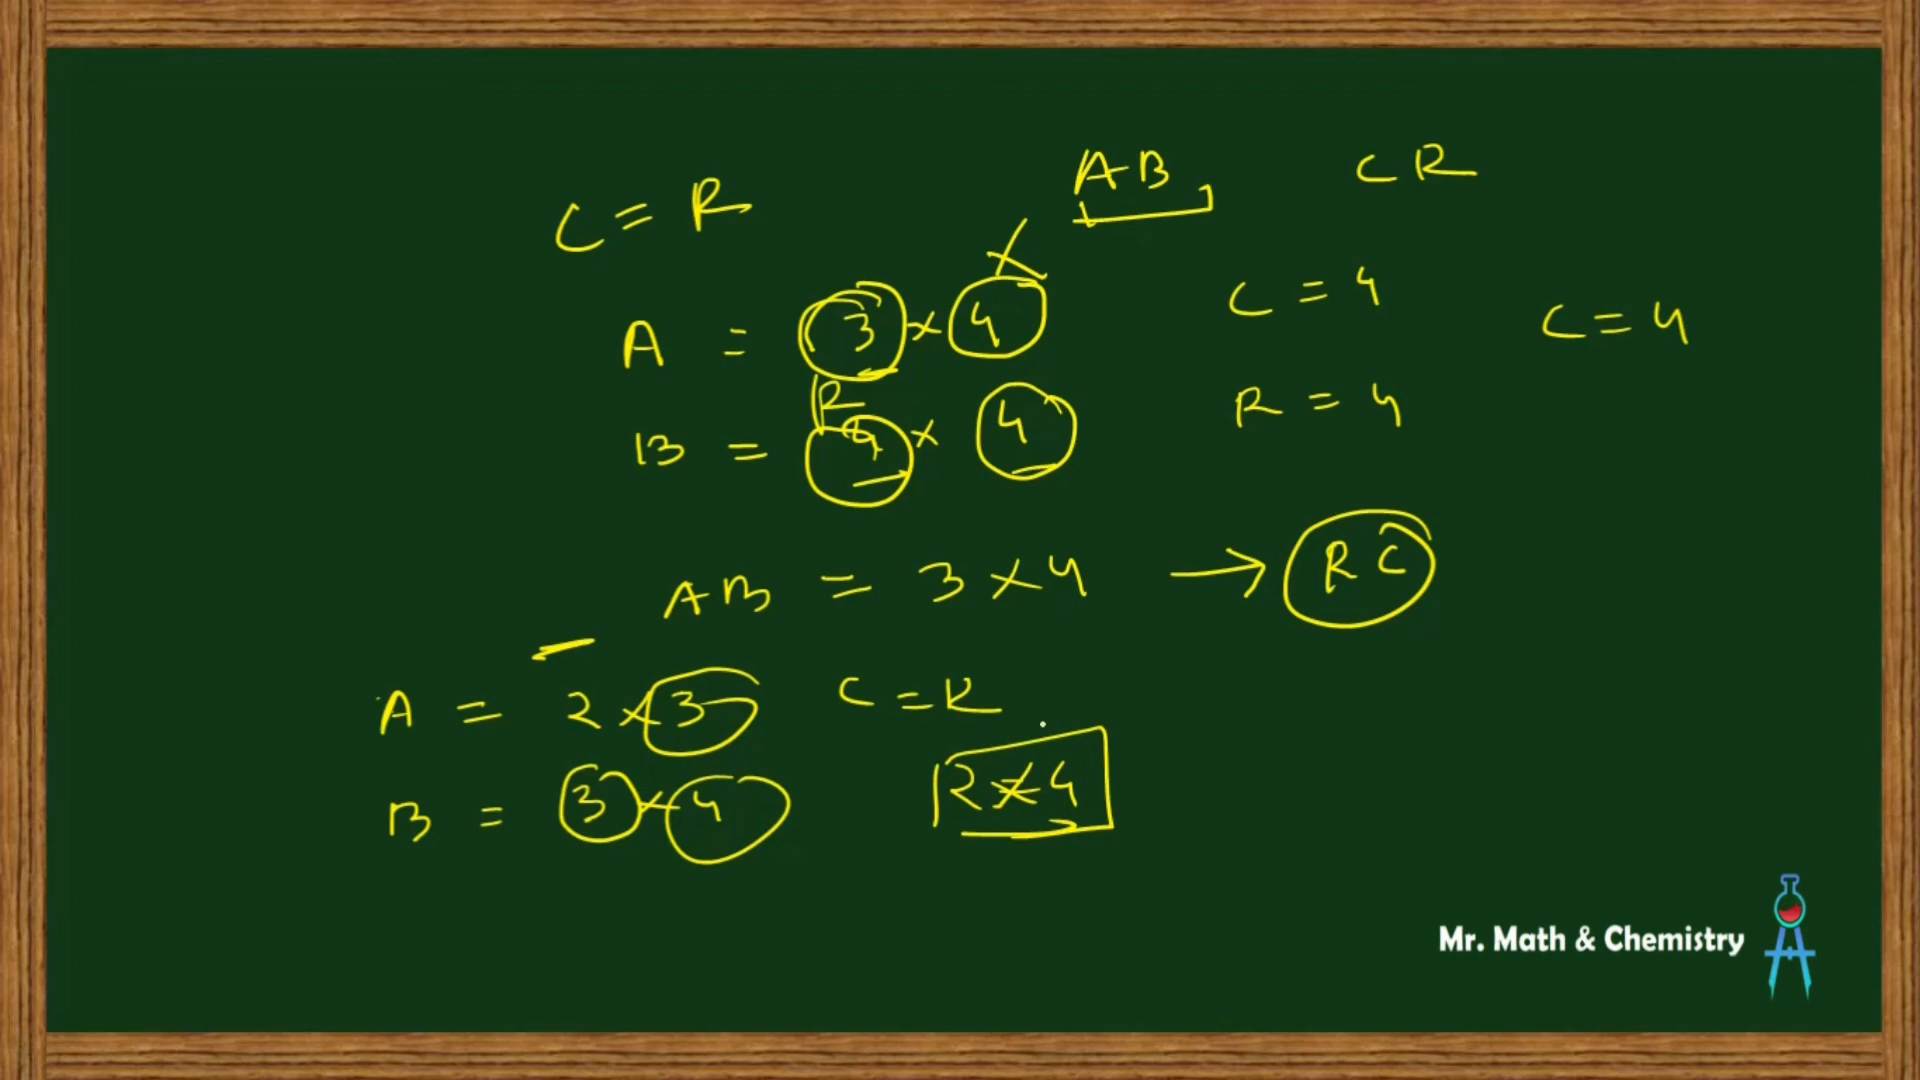 AB CR
C = R
A = 3 × 4 C = 4 C = 4
R
B = 4 × 4 R = 4
AB = 3 × 4 → RC
A = 2 × 3 C = R
B = 3 × 4 2 × 4
Mr. Math & Chemistry